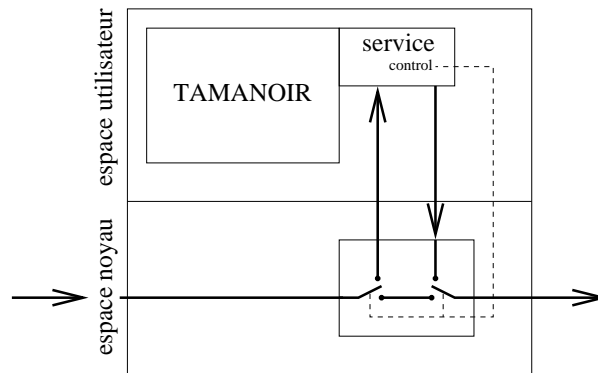 espace utilisateur
service
control
TAMANOIR
espace noyau